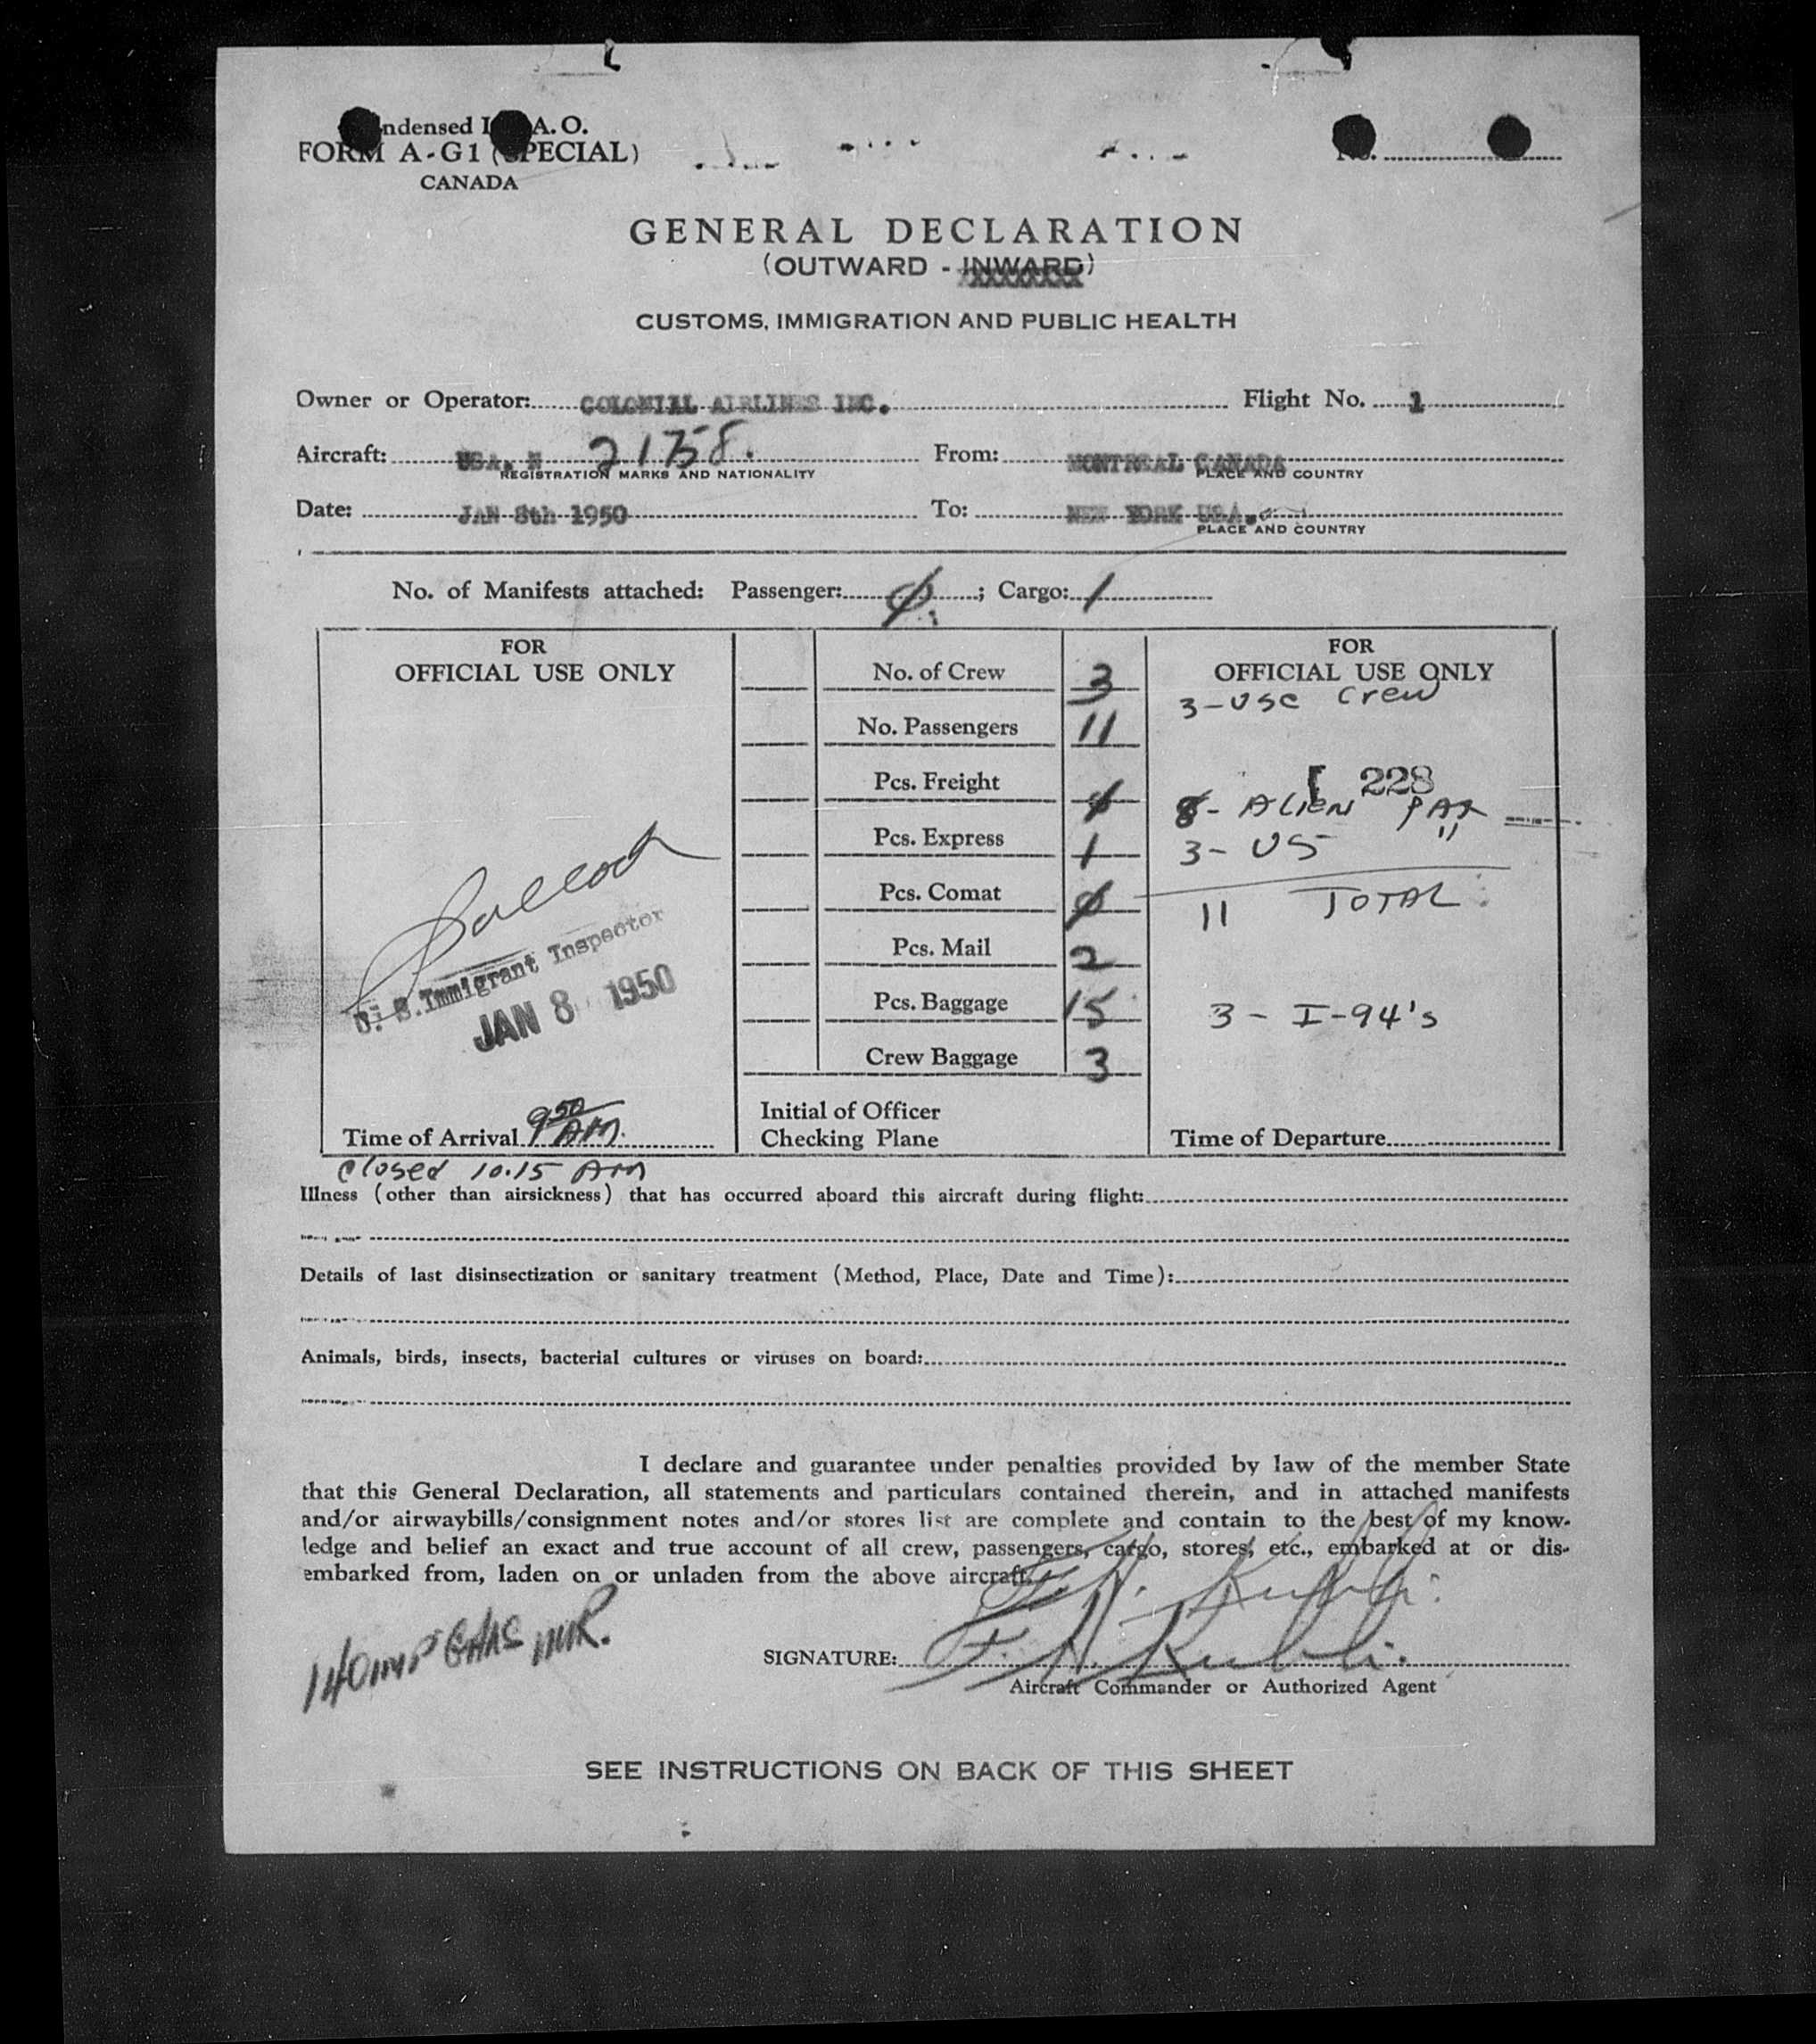 ndensed I A. O.
FORM A-G1 (SPECIAL)
CANADA
No.
GENERAL DECLARATION
(OUTWARD - INWARD)
CUSTOMS, IMMIGRATION AND PUBLIC HEALTH
Owner or Operator: COLONIAL AIRLINES INC. Flight No. 1
Aircraft: USA. N 21758. From: MONTREAL CANADA
REGISTRATION MARKS AND NATIONALITY PLACE AND COUNTRY
Date: JAN 8th 1950 To: NEW YORK USA.
PLACE AND COUNTRY
No. of Manifests attached: Passenger: ∅ ; Cargo: 1
FOR
OFFICIAL USE ONLY
U. S. Immigrant Inspector
JAN 8 1950
Time of Arrival 9 50 AM.
closed 10.15 AM
No. of Crew 3
No. Passengers 11
Pcs. Freight ∅
Pcs. Express 1
Pcs. Comat ∅
Pcs. Mail 2
Pcs. Baggage 15
Crew Baggage 3
Initial of Officer
Checking Plane
FOR
OFFICIAL USE ONLY
3-USC Crew
228
8- ALIEN PAX
3- US "
11 TOTAL
3 - I-94's
Time of Departure
Illness (other than airsickness) that has occurred aboard this aircraft during flight:
Details of last disinsectization or sanitary treatment (Method, Place, Date and Time):
Animals, birds, insects, bacterial cultures or viruses on board:
I declare and guarantee under penalties provided by law of the member State
that this General Declaration, all statements and particulars contained therein, and in attached manifests
and/or airwaybills/consignment notes and/or stores list are complete and contain to the best of my know-
ledge and belief an exact and true account of all crew, passengers, cargo, stores, etc., embarked at or dis-
embarked from, laden on or unladen from the above aircraft.
140 IMP GALS
SIGNATURE: F. H. Kubli.
Aircraft Commander or Authorized Agent
SEE INSTRUCTIONS ON BACK OF THIS SHEET